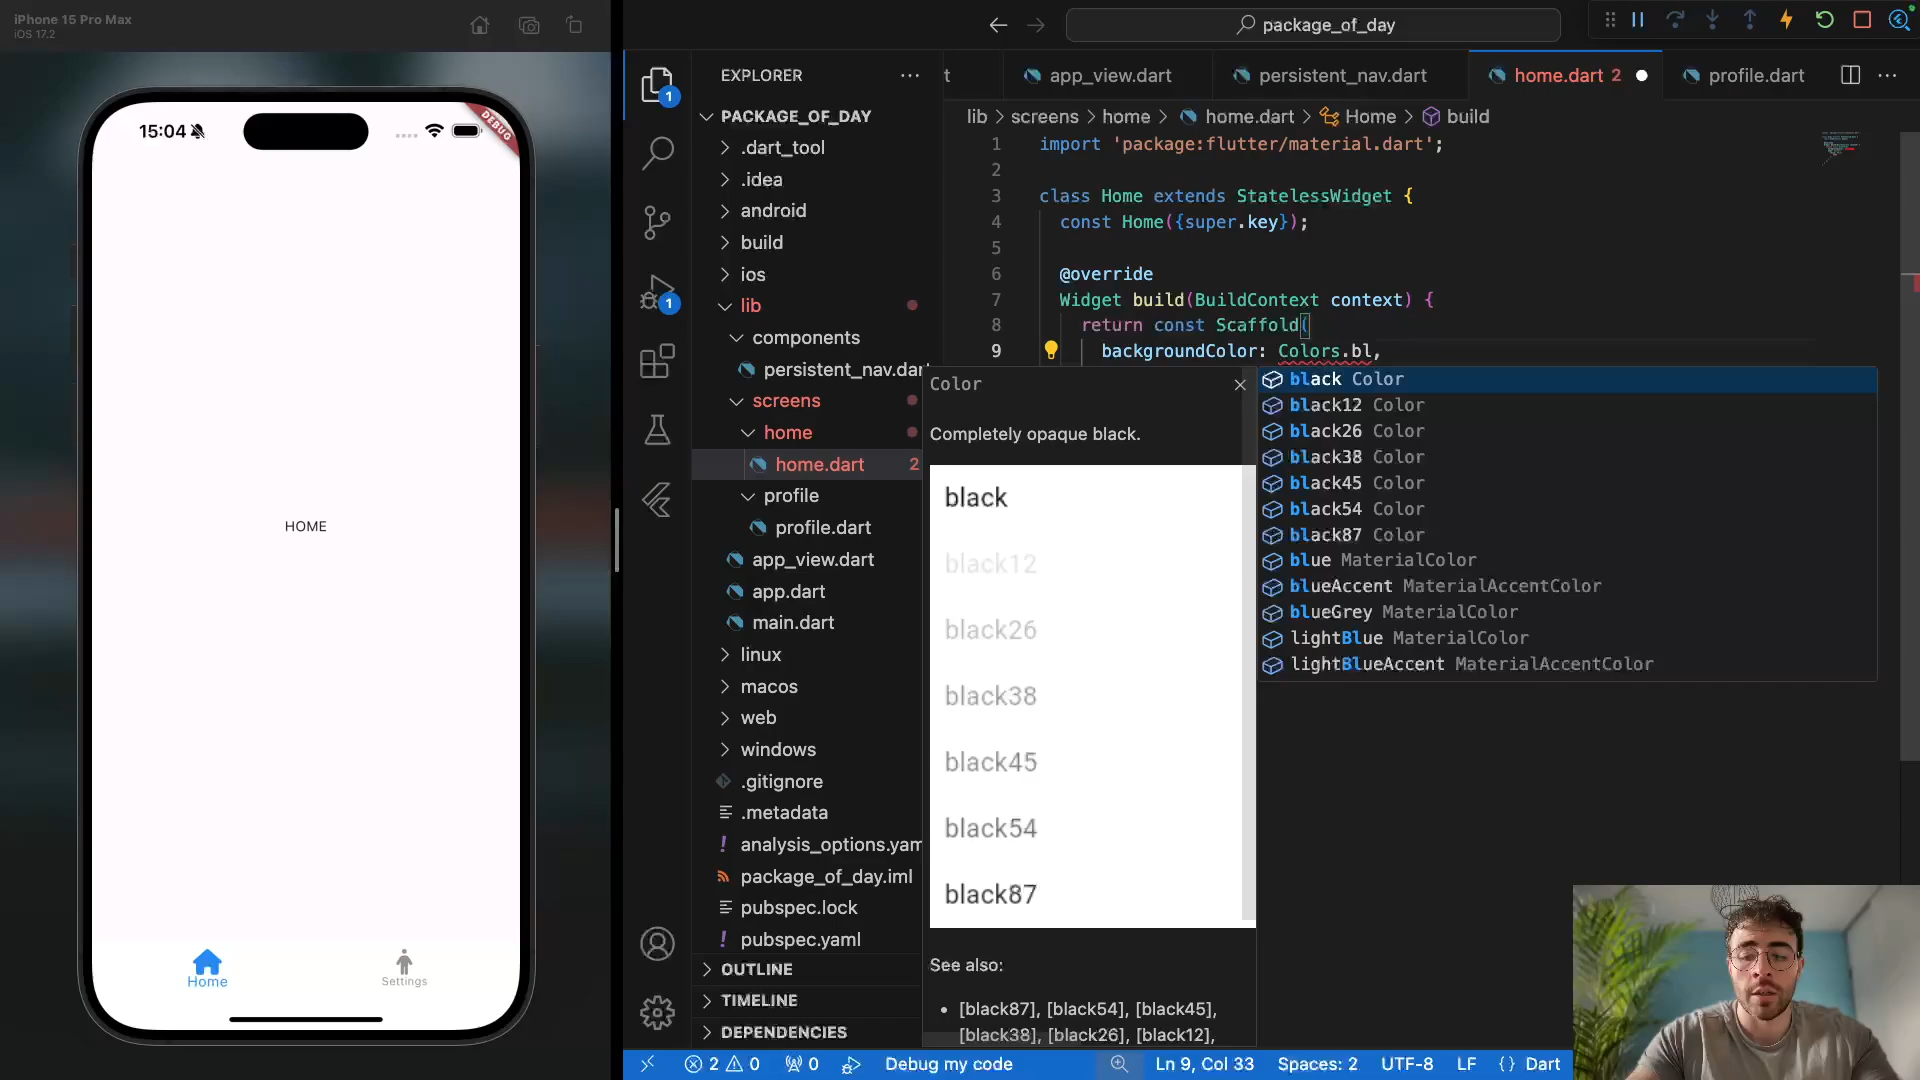 iPhone 15 Pro Max
iOS 17.2
15:04
DEBUG
HOME
Home
Settings
package_of_day
EXPLORER
t
app_view.dart
persistent_nav.dart
home.dart 2
profile.dart
PACKAGE_OF_DAY
.dart_tool
.idea
android
build
ios
lib
components
persistent_nav.dart
screens
home
home.dart 2
profile
profile.dart
app_view.dart
app.dart
main.dart
linux
macos
web
windows
.gitignore
.metadata
analysis_options.yam
package_of_day.iml
pubspec.lock
pubspec.yaml
OUTLINE
TIMELINE
DEPENDENCIES
1
1
lib > screens > home > home.dart > Home > build
1 import 'package:flutter/material.dart';
2
3 class Home extends StatelessWidget {
4 const Home({super.key});
5
6 @override
7 Widget build(BuildContext context) {
8 return const Scaffold(
9 backgroundColor: Colors.bl,
Color
Completely opaque black.
black
black12
black26
black38
black45
black54
black87
See also:
• [black87], [black54], [black45],
[black38], [black26], [black12],
black Color
black12 Color
black26 Color
black38 Color
black45 Color
black54 Color
black87 Color
blue MaterialColor
blueAccent MaterialAccentColor
blueGrey MaterialColor
lightBlue MaterialColor
lightBlueAccent MaterialAccentColor
2 0 0 Debug my code Ln 9, Col 33 Spaces: 2 UTF-8 LF {} Dart